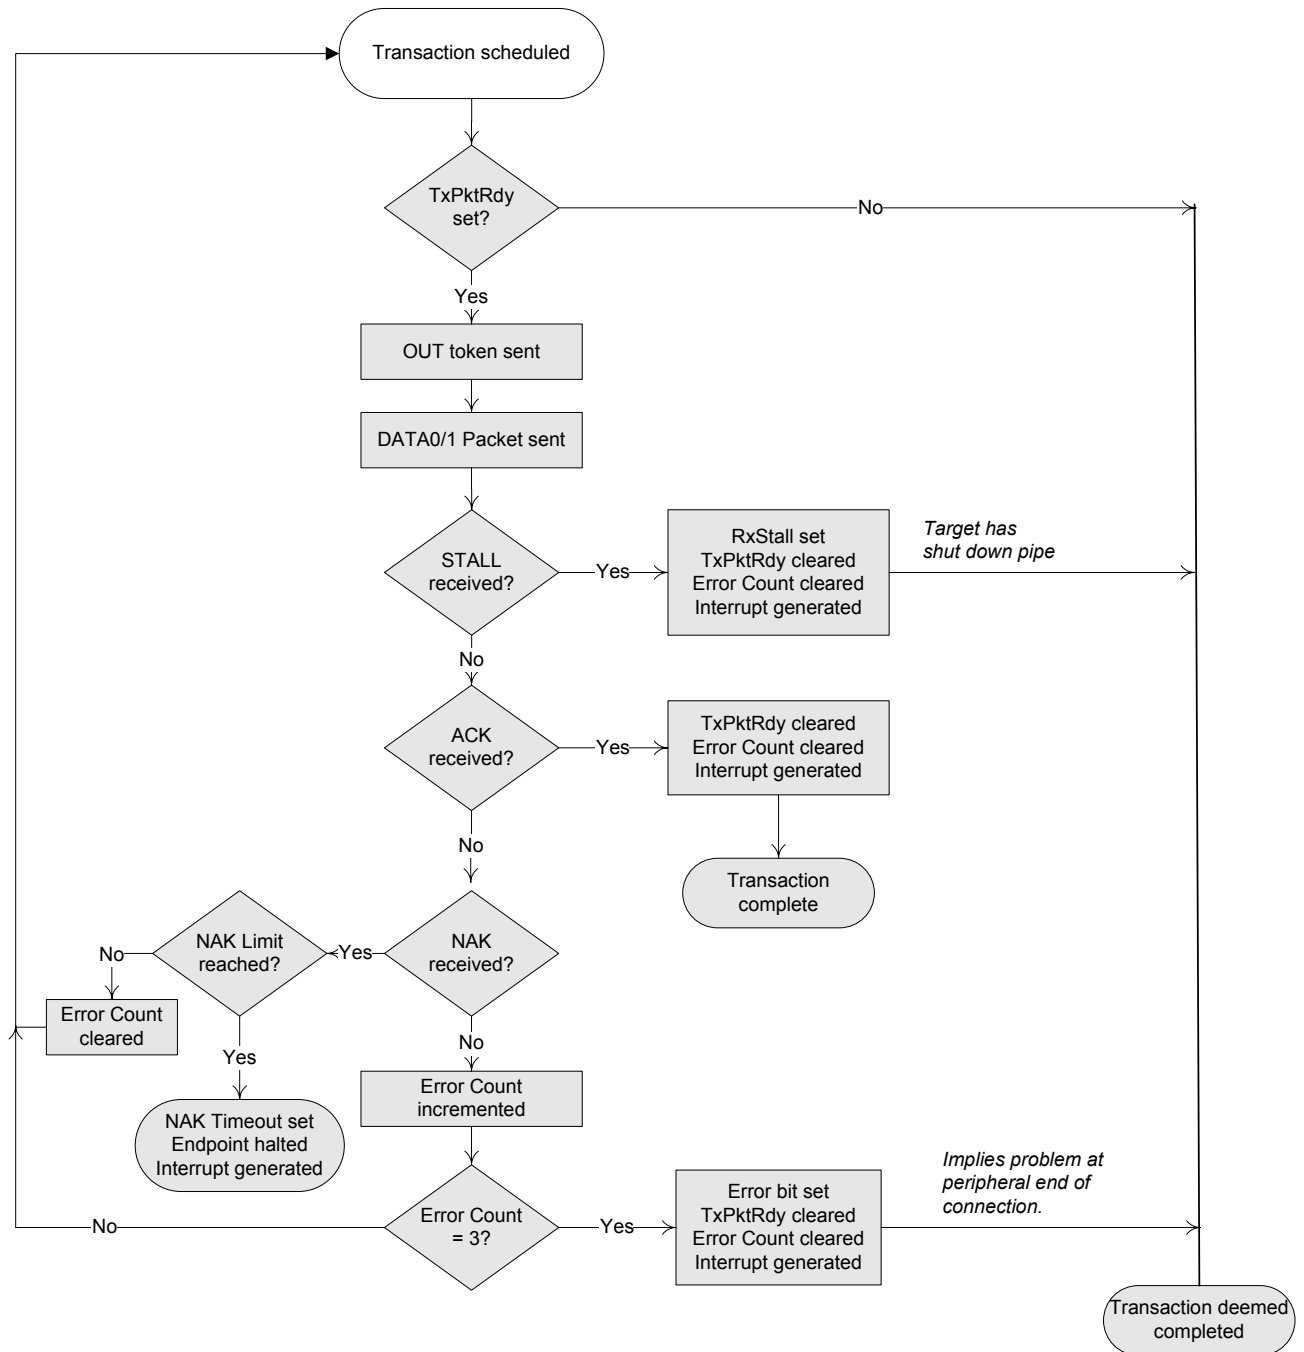 Transaction scheduled
TxPktRdy
set?
No
Yes
OUT token sent
DATA0/1 Packet sent
STALL
received?
Yes
RxStall set
TxPktRdy cleared
Error Count cleared
Interrupt generated
Target has
shut down pipe
No
ACK
received?
Yes
TxPktRdy cleared
Error Count cleared
Interrupt generated
No
Transaction
complete
NAK
received?
Yes
NAK Limit
reached?
No
Error Count
cleared
Yes
NAK Timeout set
Endpoint halted
Interrupt generated
No
Error Count
incremented
Error Count
= 3?
No
Yes
Error bit set
TxPktRdy cleared
Error Count cleared
Interrupt generated
Implies problem at
peripheral end of
connection.
Transaction deemed
completed